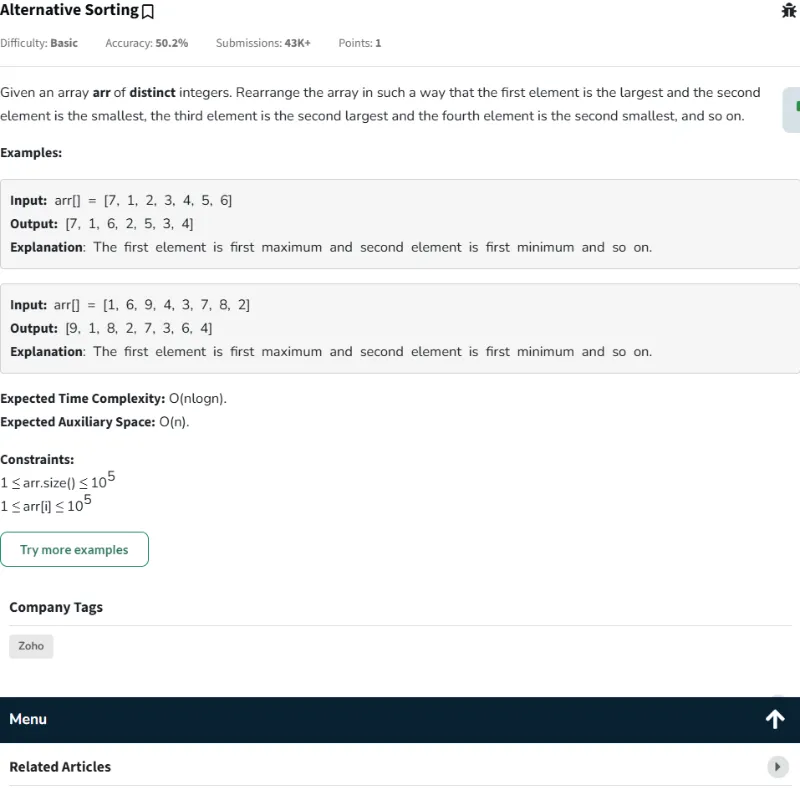 Alternative Sorting
Difficulty: Basic Accuracy: 50.2% Submissions: 43K+ Points: 1
Given an array arr of distinct integers. Rearrange the array in such a way that the first element is the largest and the second
element is the smallest, the third element is the second largest and the fourth element is the second smallest, and so on.
Examples:
Input: arr[] = [7, 1, 2, 3, 4, 5, 6]
Output: [7, 1, 6, 2, 5, 3, 4]
Explanation: The first element is first maximum and second element is first minimum and so on.
Input: arr[] = [1, 6, 9, 4, 3, 7, 8, 2]
Output: [9, 1, 8, 2, 7, 3, 6, 4]
Explanation: The first element is first maximum and second element is first minimum and so on.
Expected Time Complexity: O(nlogn).
Expected Auxiliary Space: O(n).
Constraints:
1 ≤ arr.size() ≤ 10^5
1 ≤ arr[i] ≤ 10^5
Try more examples
Company Tags
Zoho
Menu
Related Articles